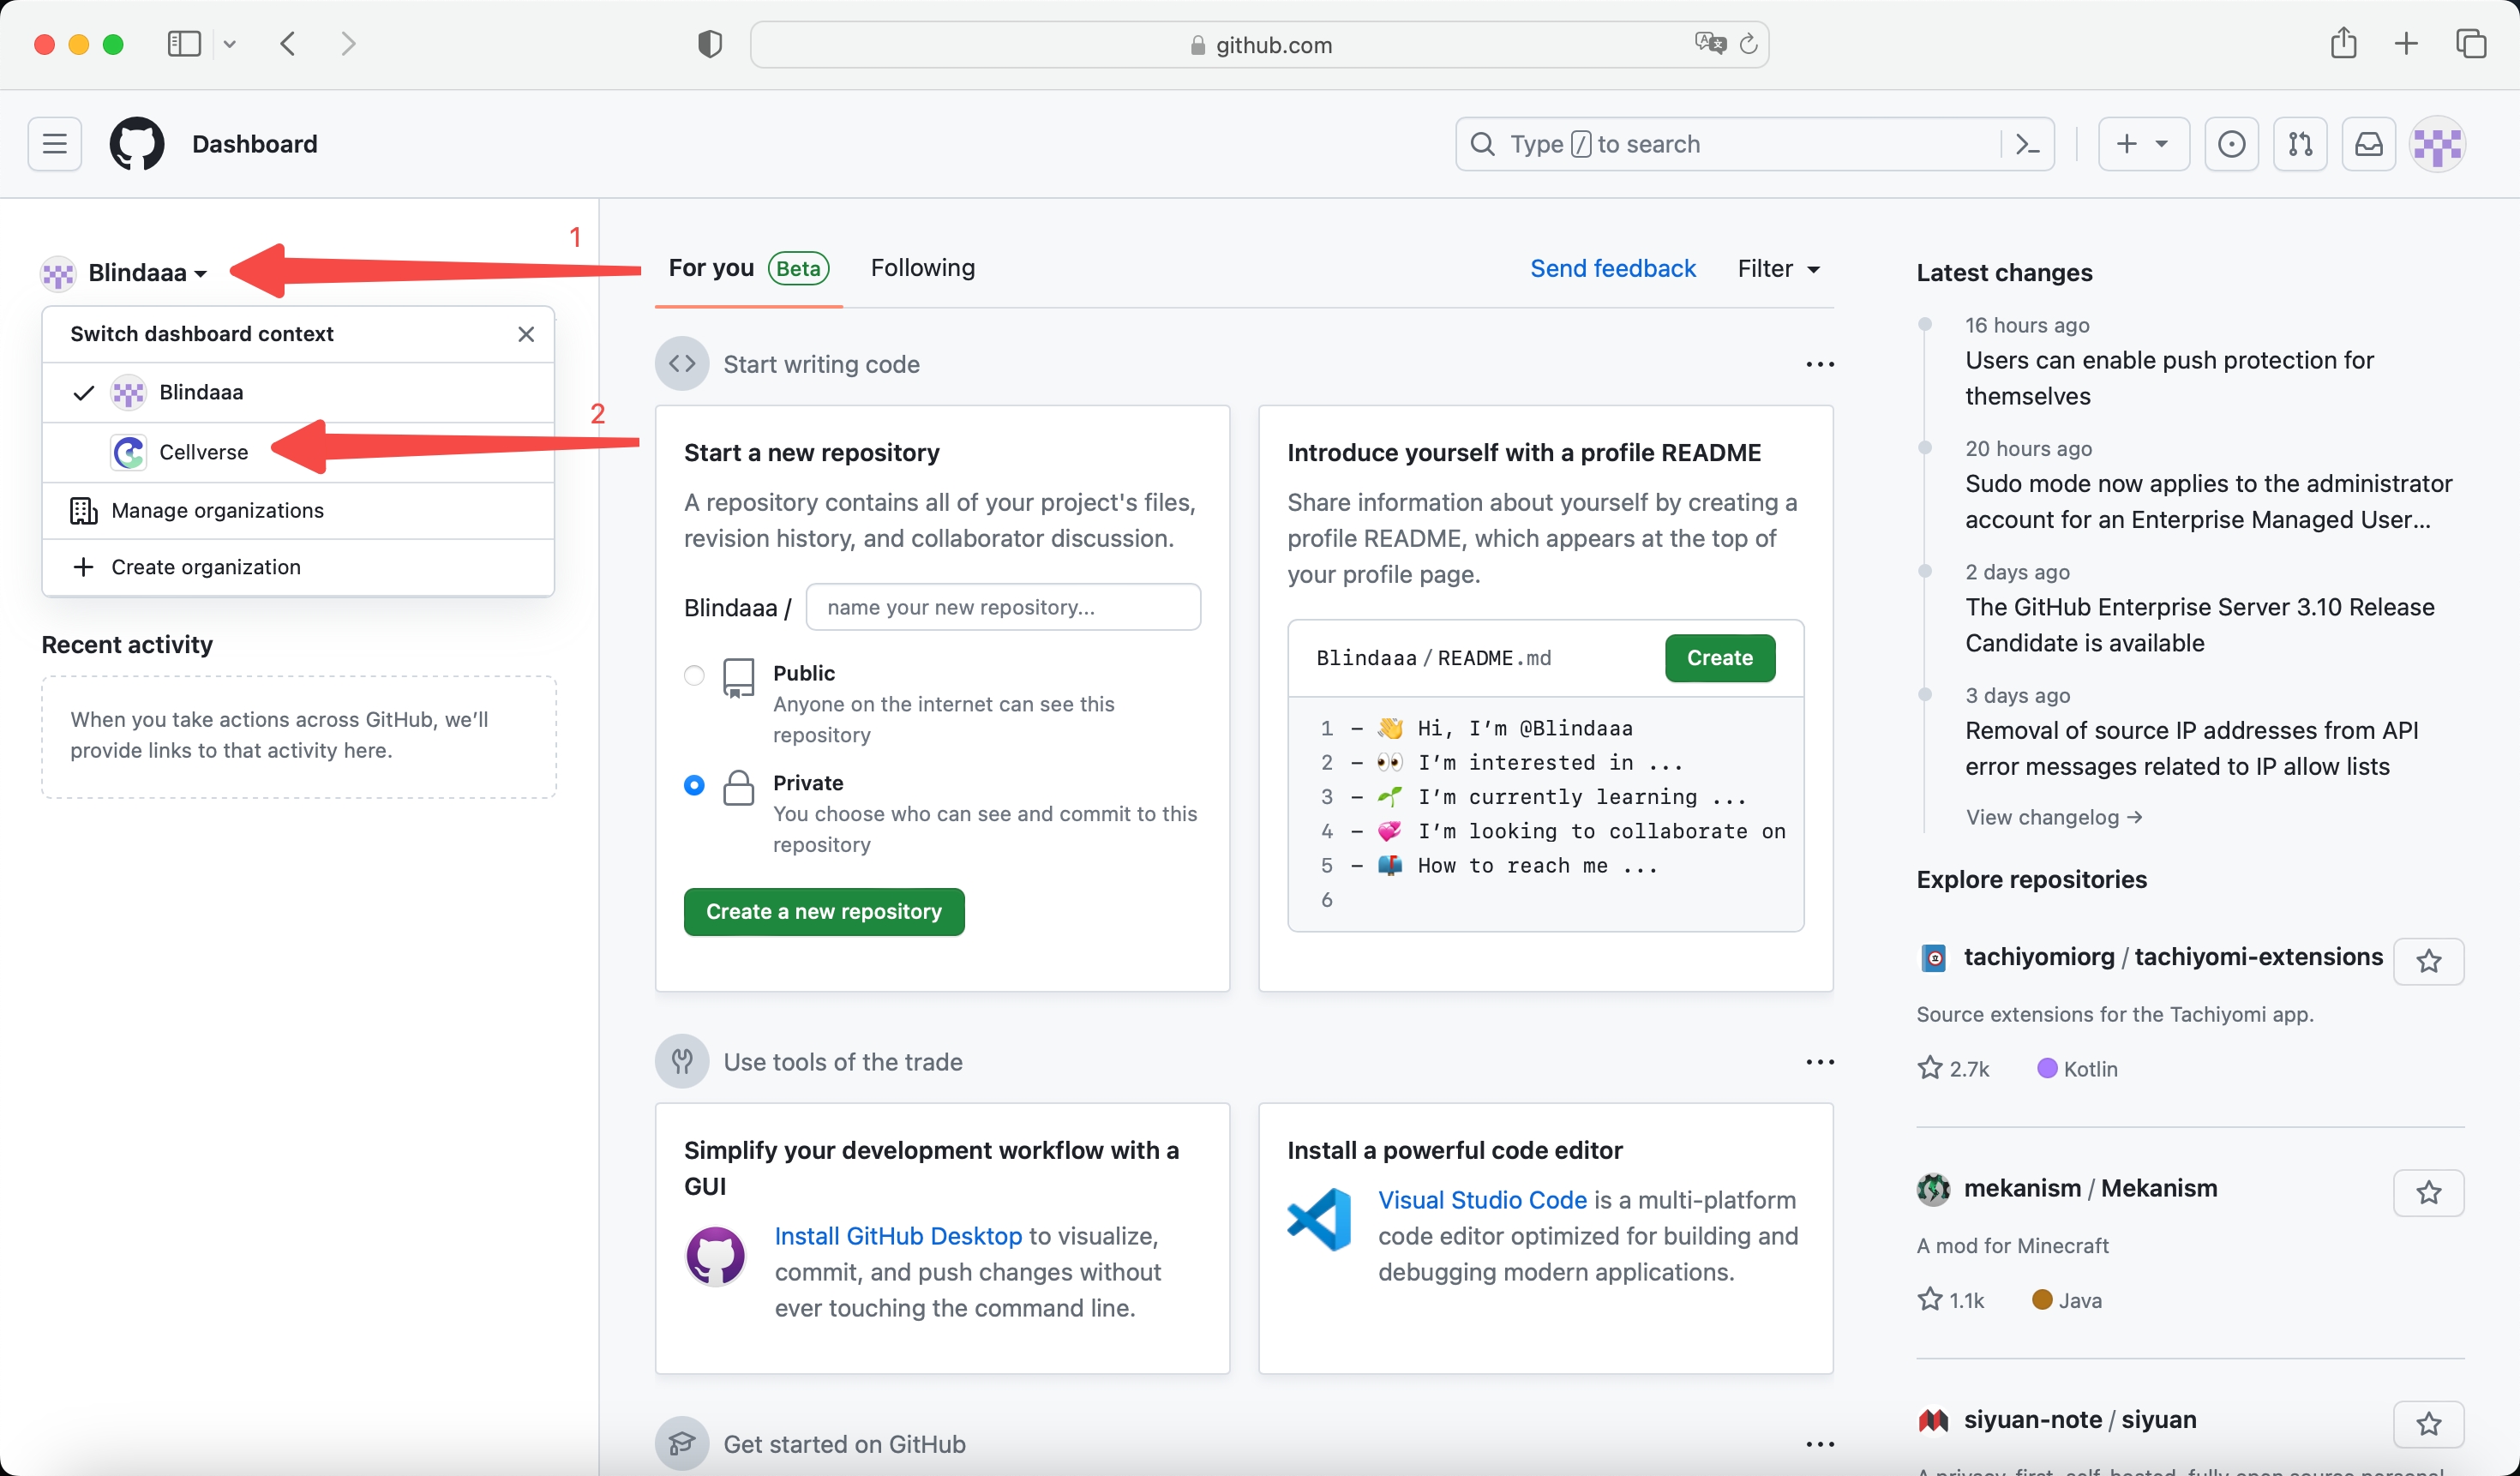 github.com
Dashboard
Type / to search
1
Blindaaa
Switch dashboard context
Blindaaa
2
Cellverse
Manage organizations
Create organization
Recent activity
When you take actions across GitHub, we’ll
provide links to that activity here.
For you Beta Following
Send feedback Filter
Start writing code
Start a new repository
A repository contains all of your project's files,
revision history, and collaborator discussion.
Blindaaa / name your new repository...
Public
Anyone on the internet can see this
repository
Private
You choose who can see and commit to this
repository
Create a new repository
Introduce yourself with a profile README
Share information about yourself by creating a
profile README, which appears at the top of
your profile page.
Blindaaa / README.md Create
1 - 👋 Hi, I’m @Blindaaa
2 - 👀 I’m interested in ...
3 - 🌱 I’m currently learning ...
4 - 💞️ I’m looking to collaborate on
5 - 📫 How to reach me ...
6
Use tools of the trade
Simplify your development workflow with a
GUI
Install GitHub Desktop to visualize,
commit, and push changes without
ever touching the command line.
Install a powerful code editor
Visual Studio Code is a multi-platform
code editor optimized for building and
debugging modern applications.
Get started on GitHub
Latest changes
16 hours ago
Users can enable push protection for
themselves
20 hours ago
Sudo mode now applies to the administrator
account for an Enterprise Managed User...
2 days ago
The GitHub Enterprise Server 3.10 Release
Candidate is available
3 days ago
Removal of source IP addresses from API
error messages related to IP allow lists
View changelog →
Explore repositories
tachiyomiorg / tachiyomi-extensions
Source extensions for the Tachiyomi app.
2.7k Kotlin
mekanism / Mekanism
A mod for Minecraft
1.1k Java
siyuan-note / siyuan